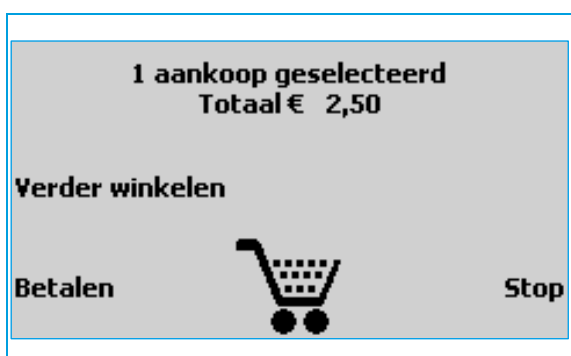 1 aankoop geselecteerd
Totaal € 2,50
Verder winkelen
Betalen
Stop